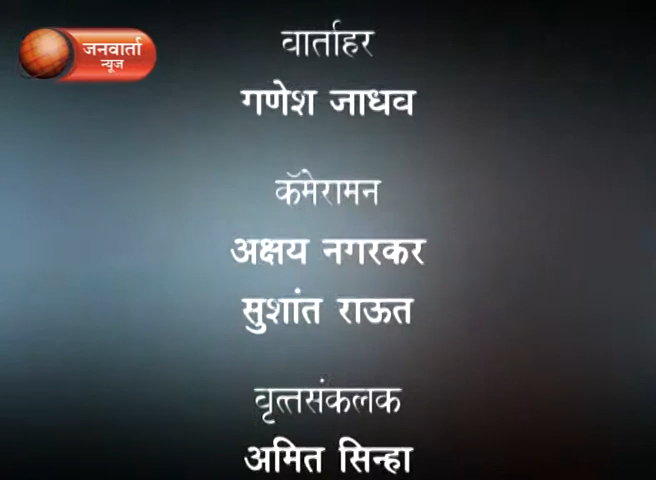 जनवार्ता
न्यूज
वार्ताहर
गणेश जाधव
कॅमेरामन
अक्षय नगरकर
सुशांत राऊत
वृत्तसंकलक
अमित सिन्हा